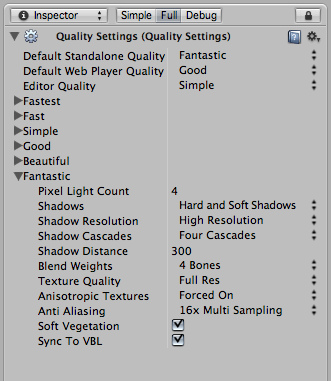 Inspector Simple Full Debug
Quality Settings (Quality Settings)
Default Standalone Quality Fantastic
Default Web Player Quality Good
Editor Quality Simple
Fastest
Fast
Simple
Good
Beautiful
Fantastic
Pixel Light Count 4
Shadows Hard and Soft Shadows
Shadow Resolution High Resolution
Shadow Cascades Four Cascades
Shadow Distance 300
Blend Weights 4 Bones
Texture Quality Full Res
Anisotropic Textures Forced On
Anti Aliasing 16x Multi Sampling
Soft Vegetation
Sync To VBL